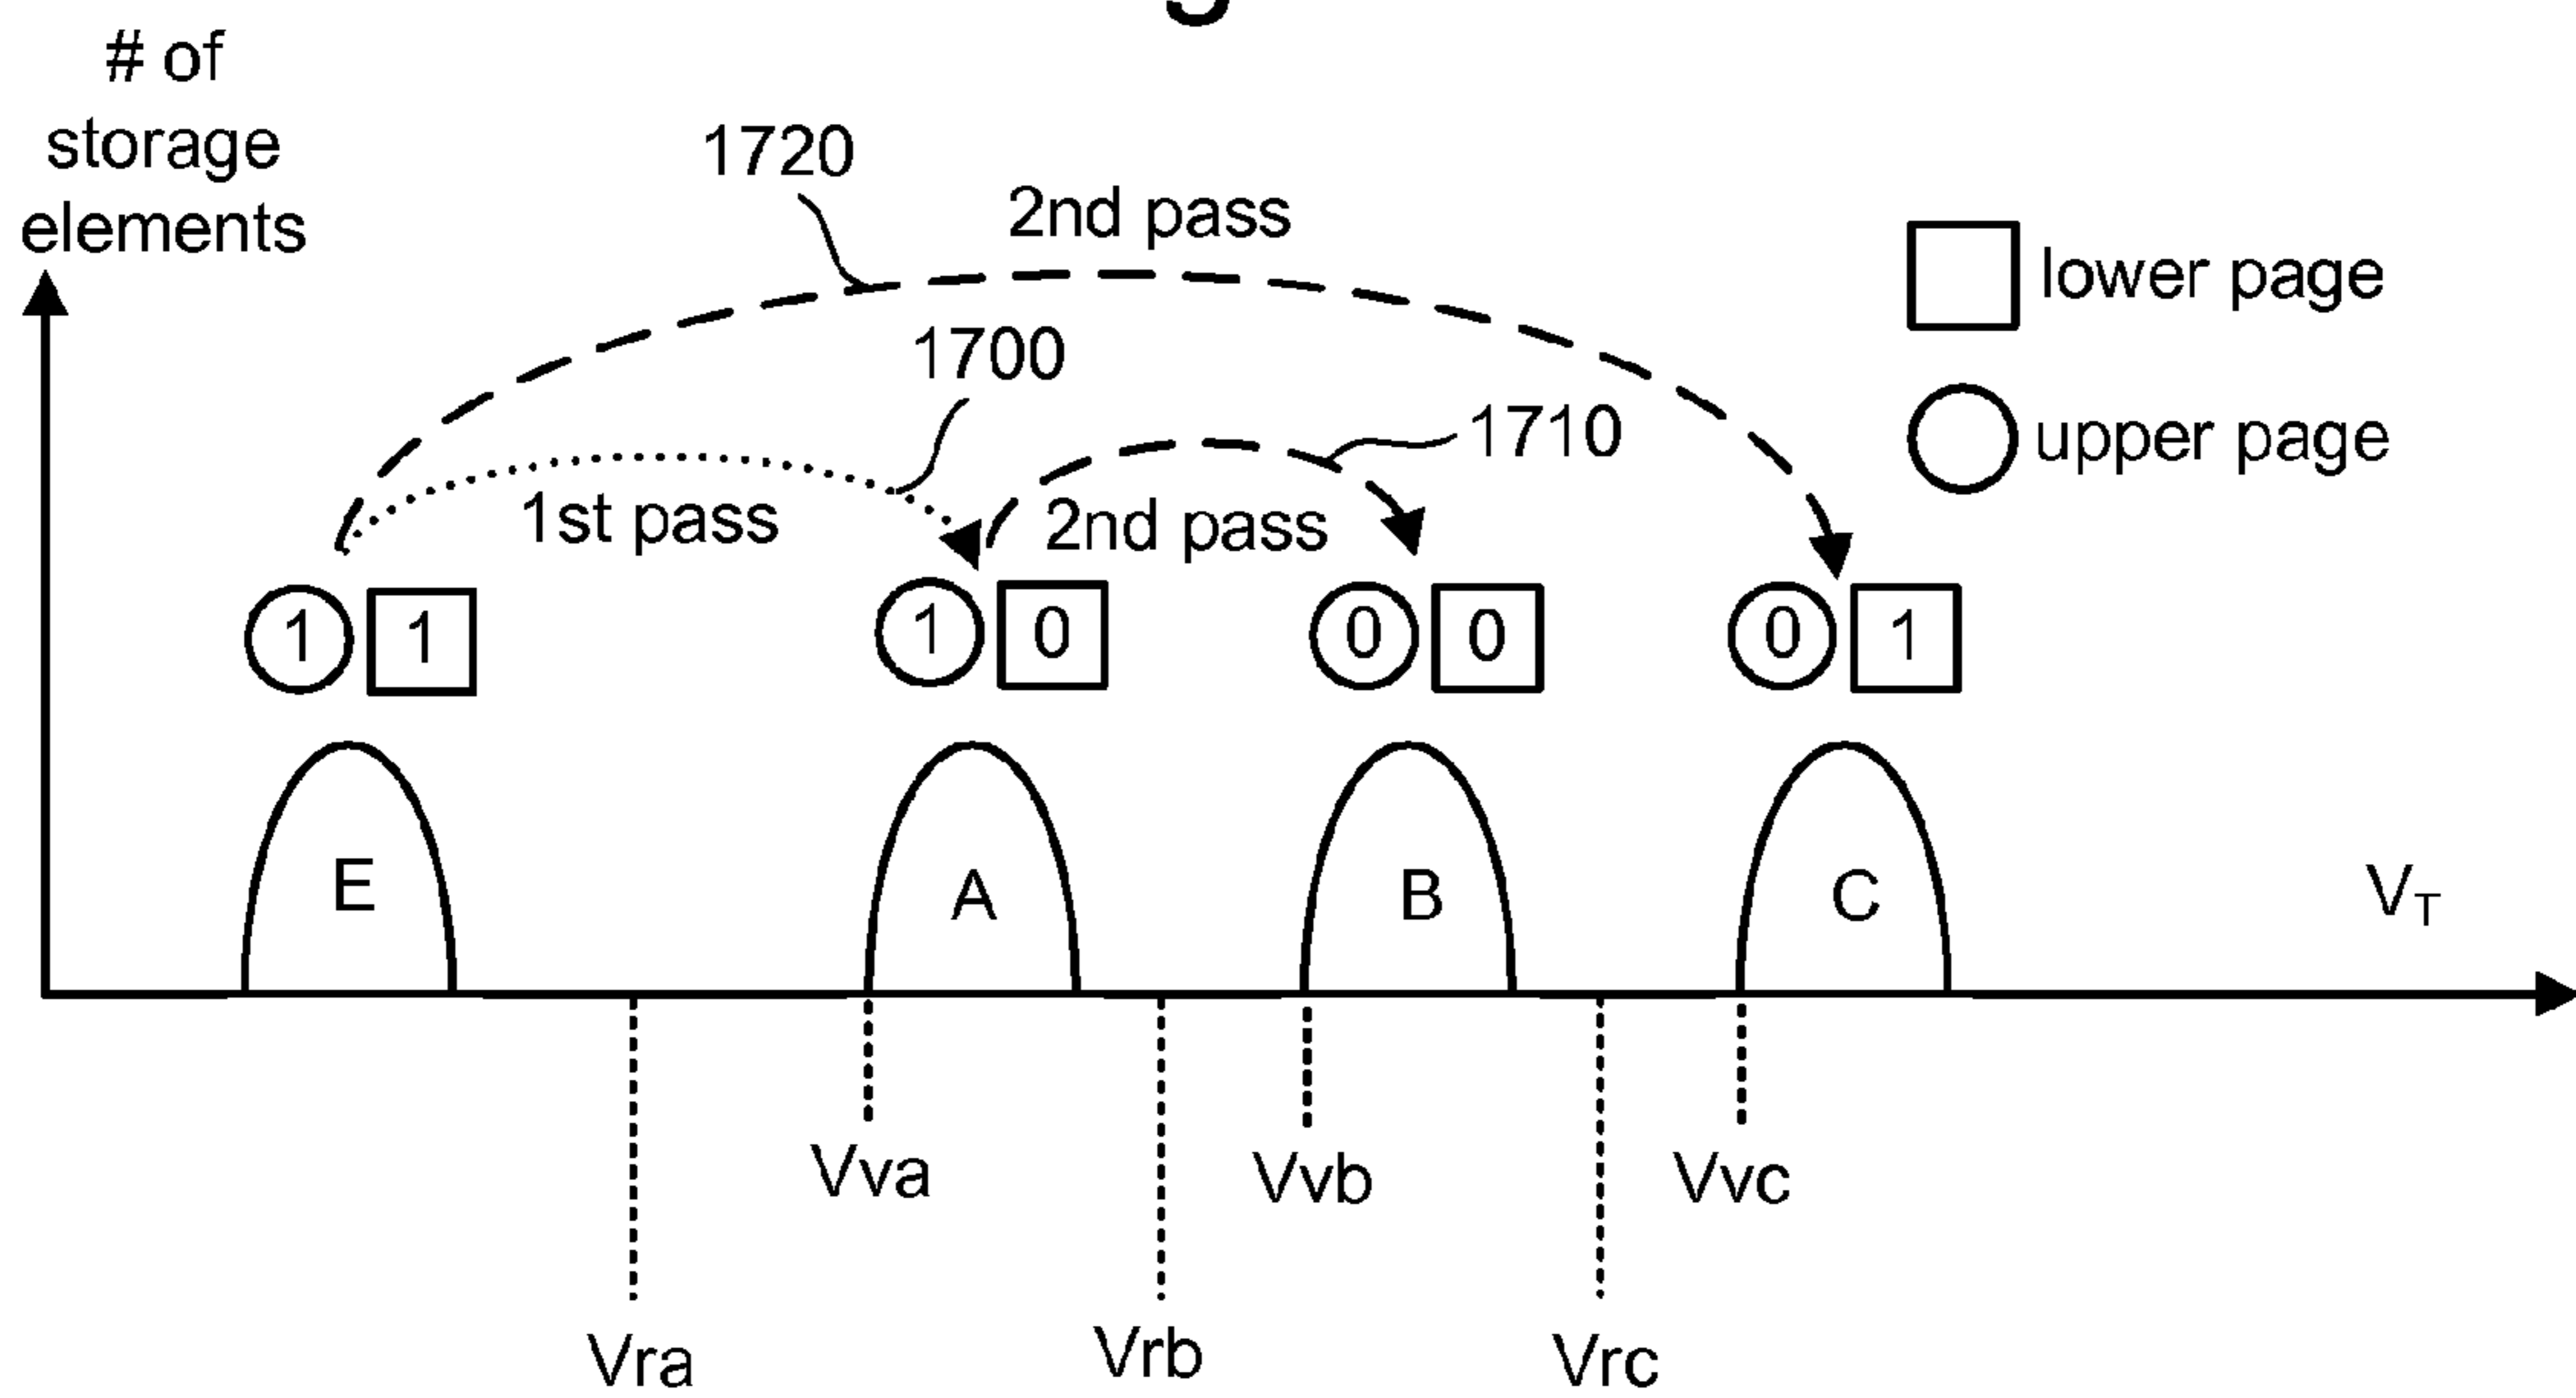 # of
storage
elements
1720
2nd pass
lower page
1700
1710
upper page
1st pass
2nd pass
1 1
1 0
0 0
0 1
E
A
B
C
VT
Vva
Vvb
Vvc
Vra
Vrb
Vrc